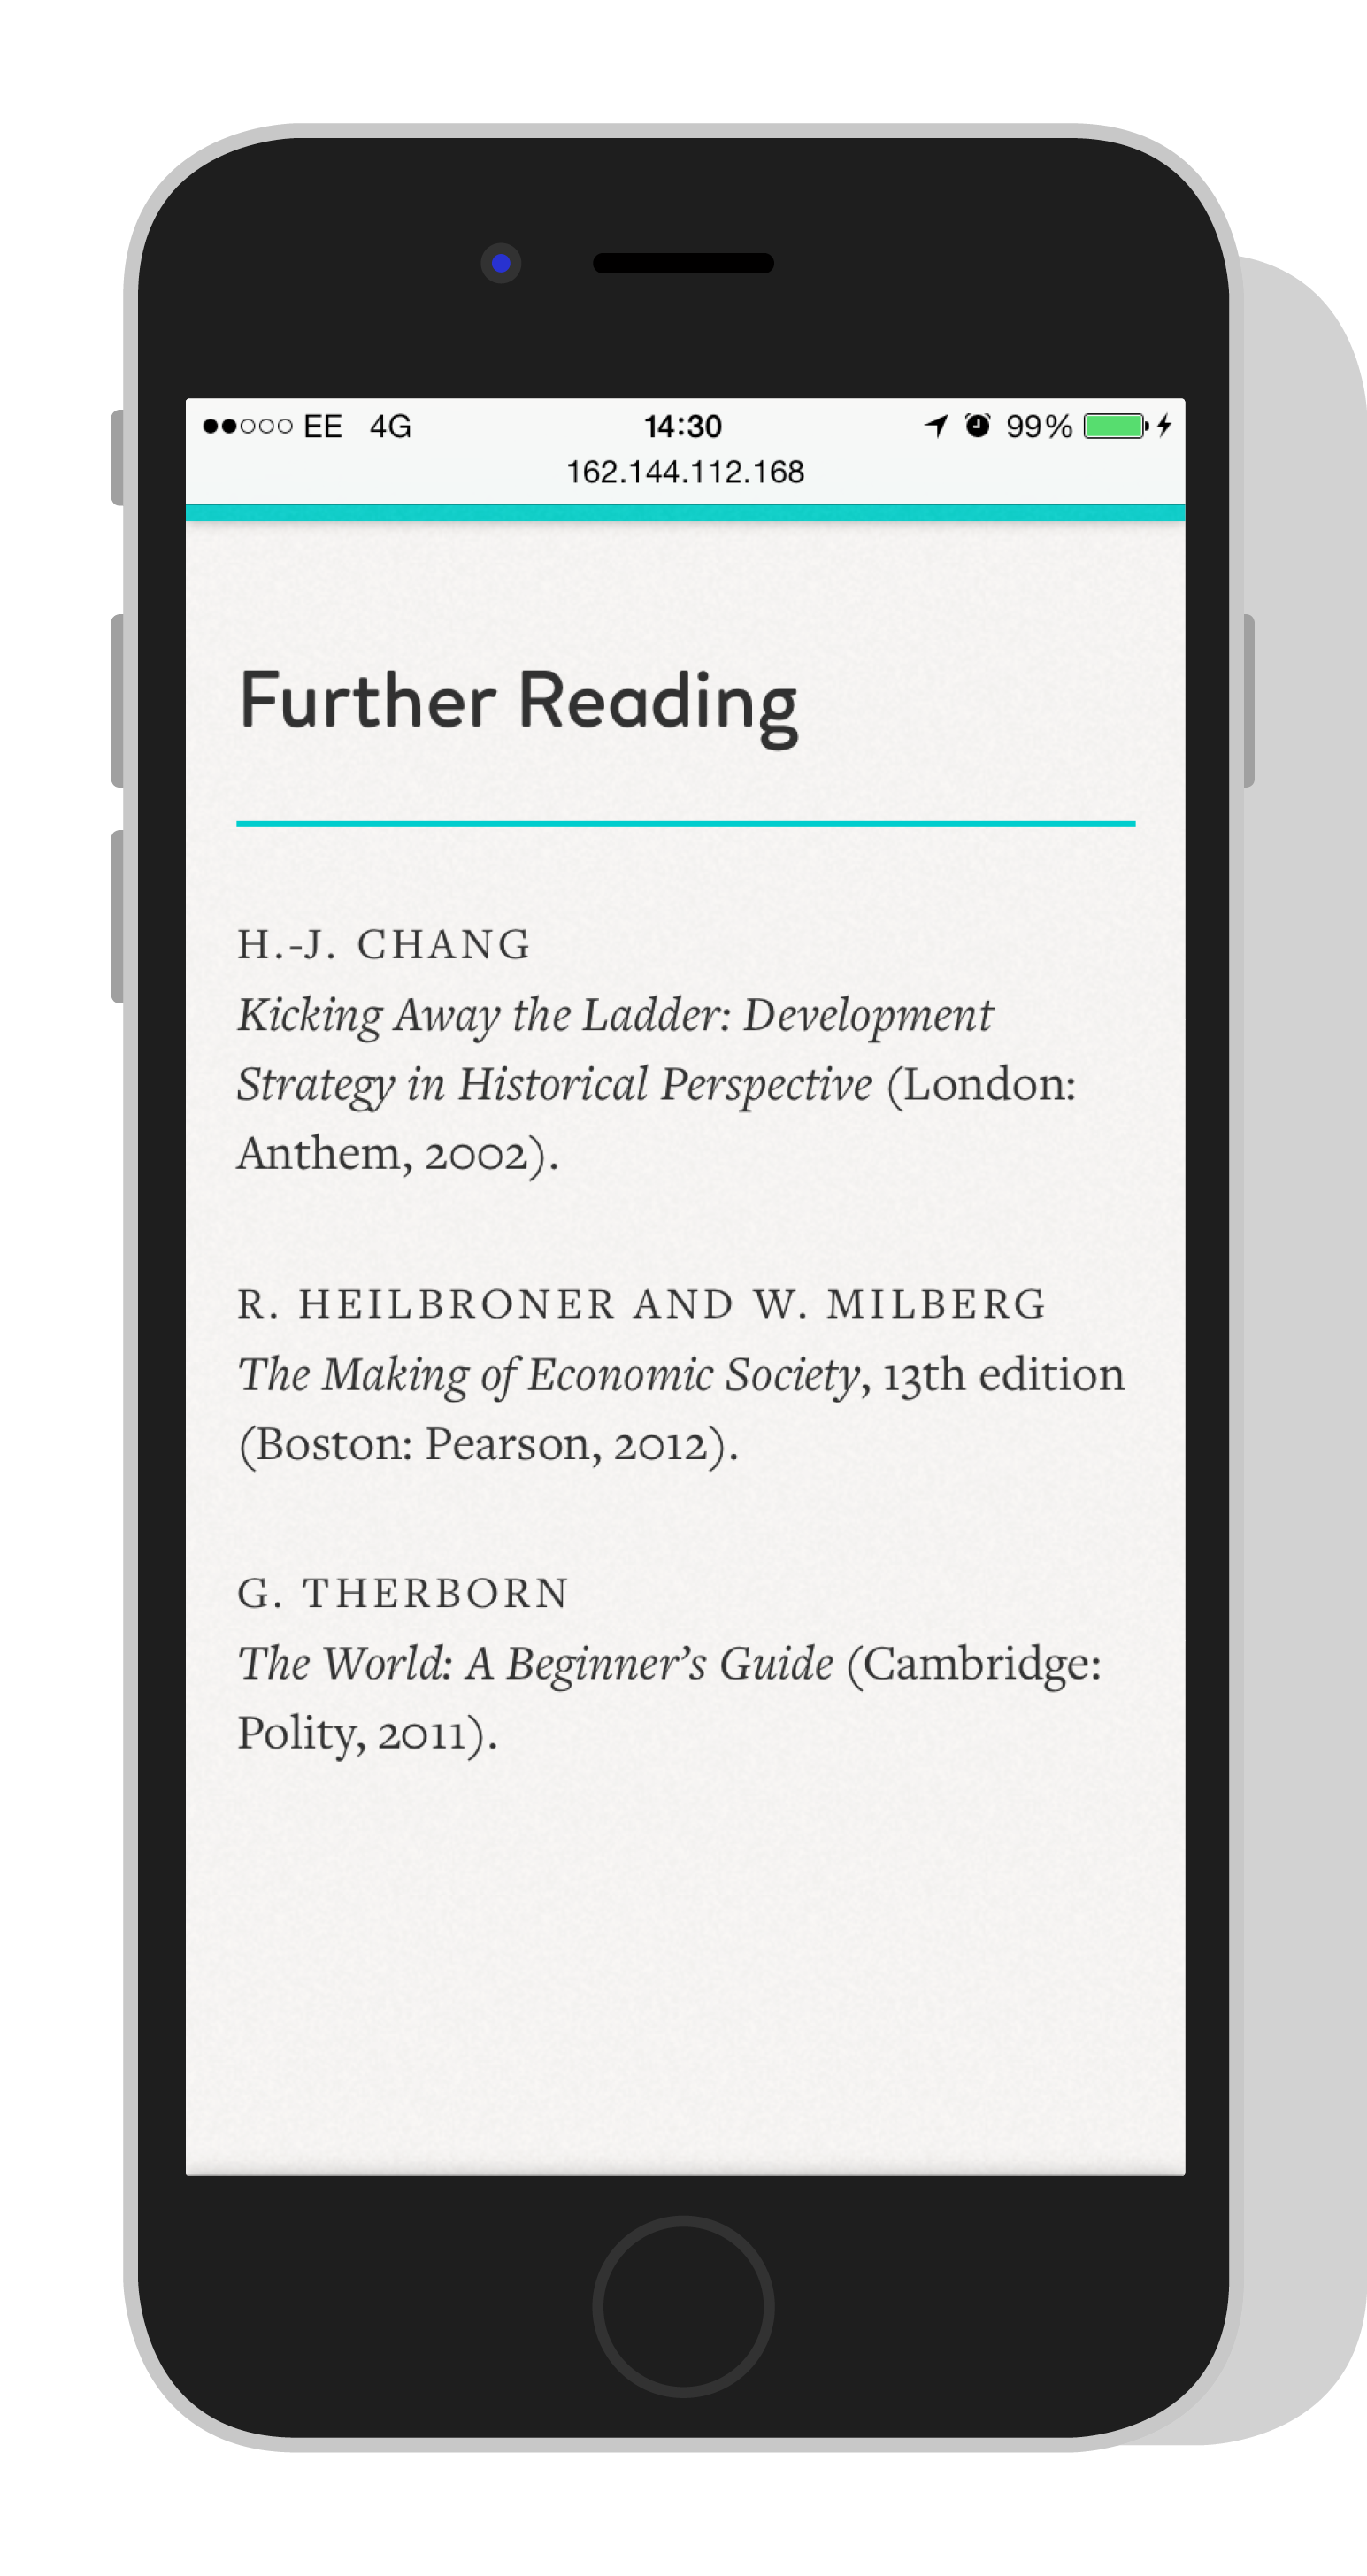 EE 4G 14:30 99%
162.144.112.168
Further Reading
H.-J. CHANG
Kicking Away the Ladder: Development
Strategy in Historical Perspective (London:
Anthem, 2002).
R. HEILBRONER AND W. MILBERG
The Making of Economic Society, 13th edition
(Boston: Pearson, 2012).
G. THERBORN
The World: A Beginner’s Guide (Cambridge:
Polity, 2011).